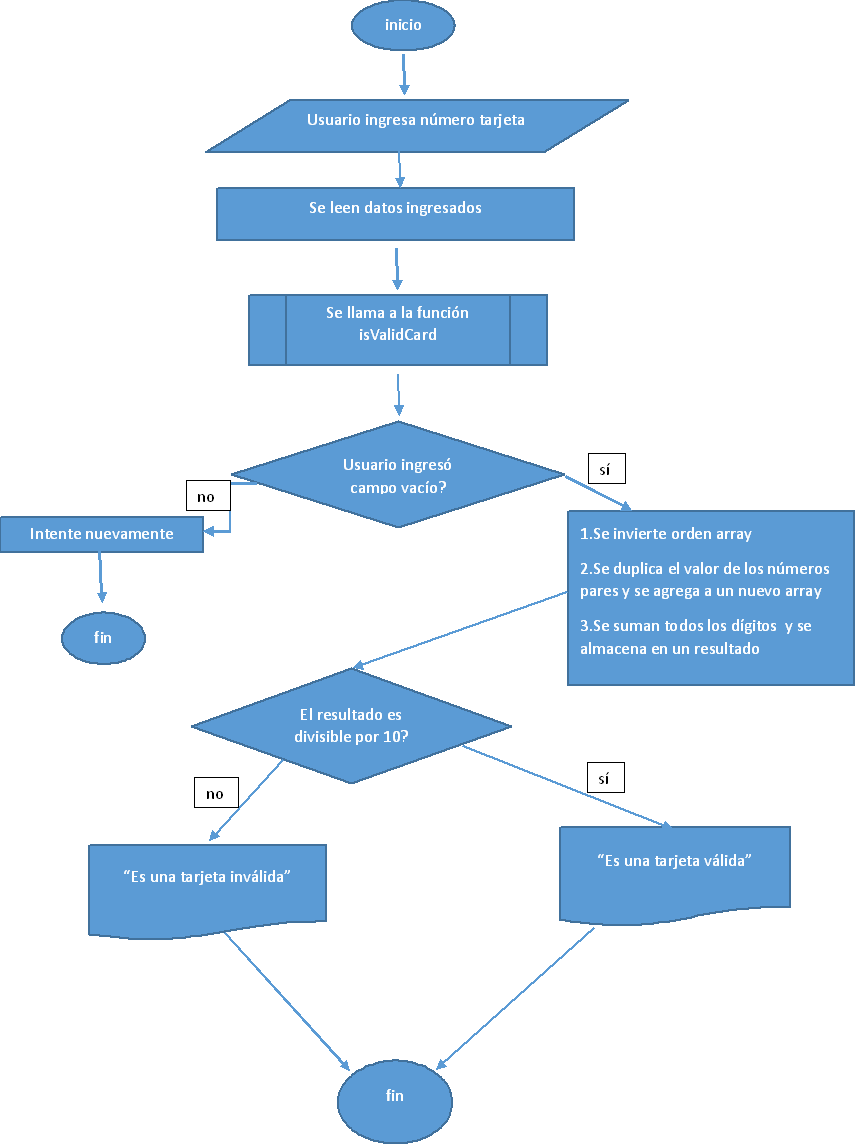 inicio
Usuario ingresa número tarjeta
Se leen datos ingresados
Se llama a la función
isValidCard
Usuario ingresó
campo vacío?
sí
no
Intente nuevamente
fin
1.Se invierte orden array
2.Se duplica el valor de los números
pares y se agrega a un nuevo array
3.Se suman todos los dígitos y se
almacena en un resultado
El resultado es
divisible por 10?
no
sí
“Es una tarjeta inválida”
“Es una tarjeta válida”
fin